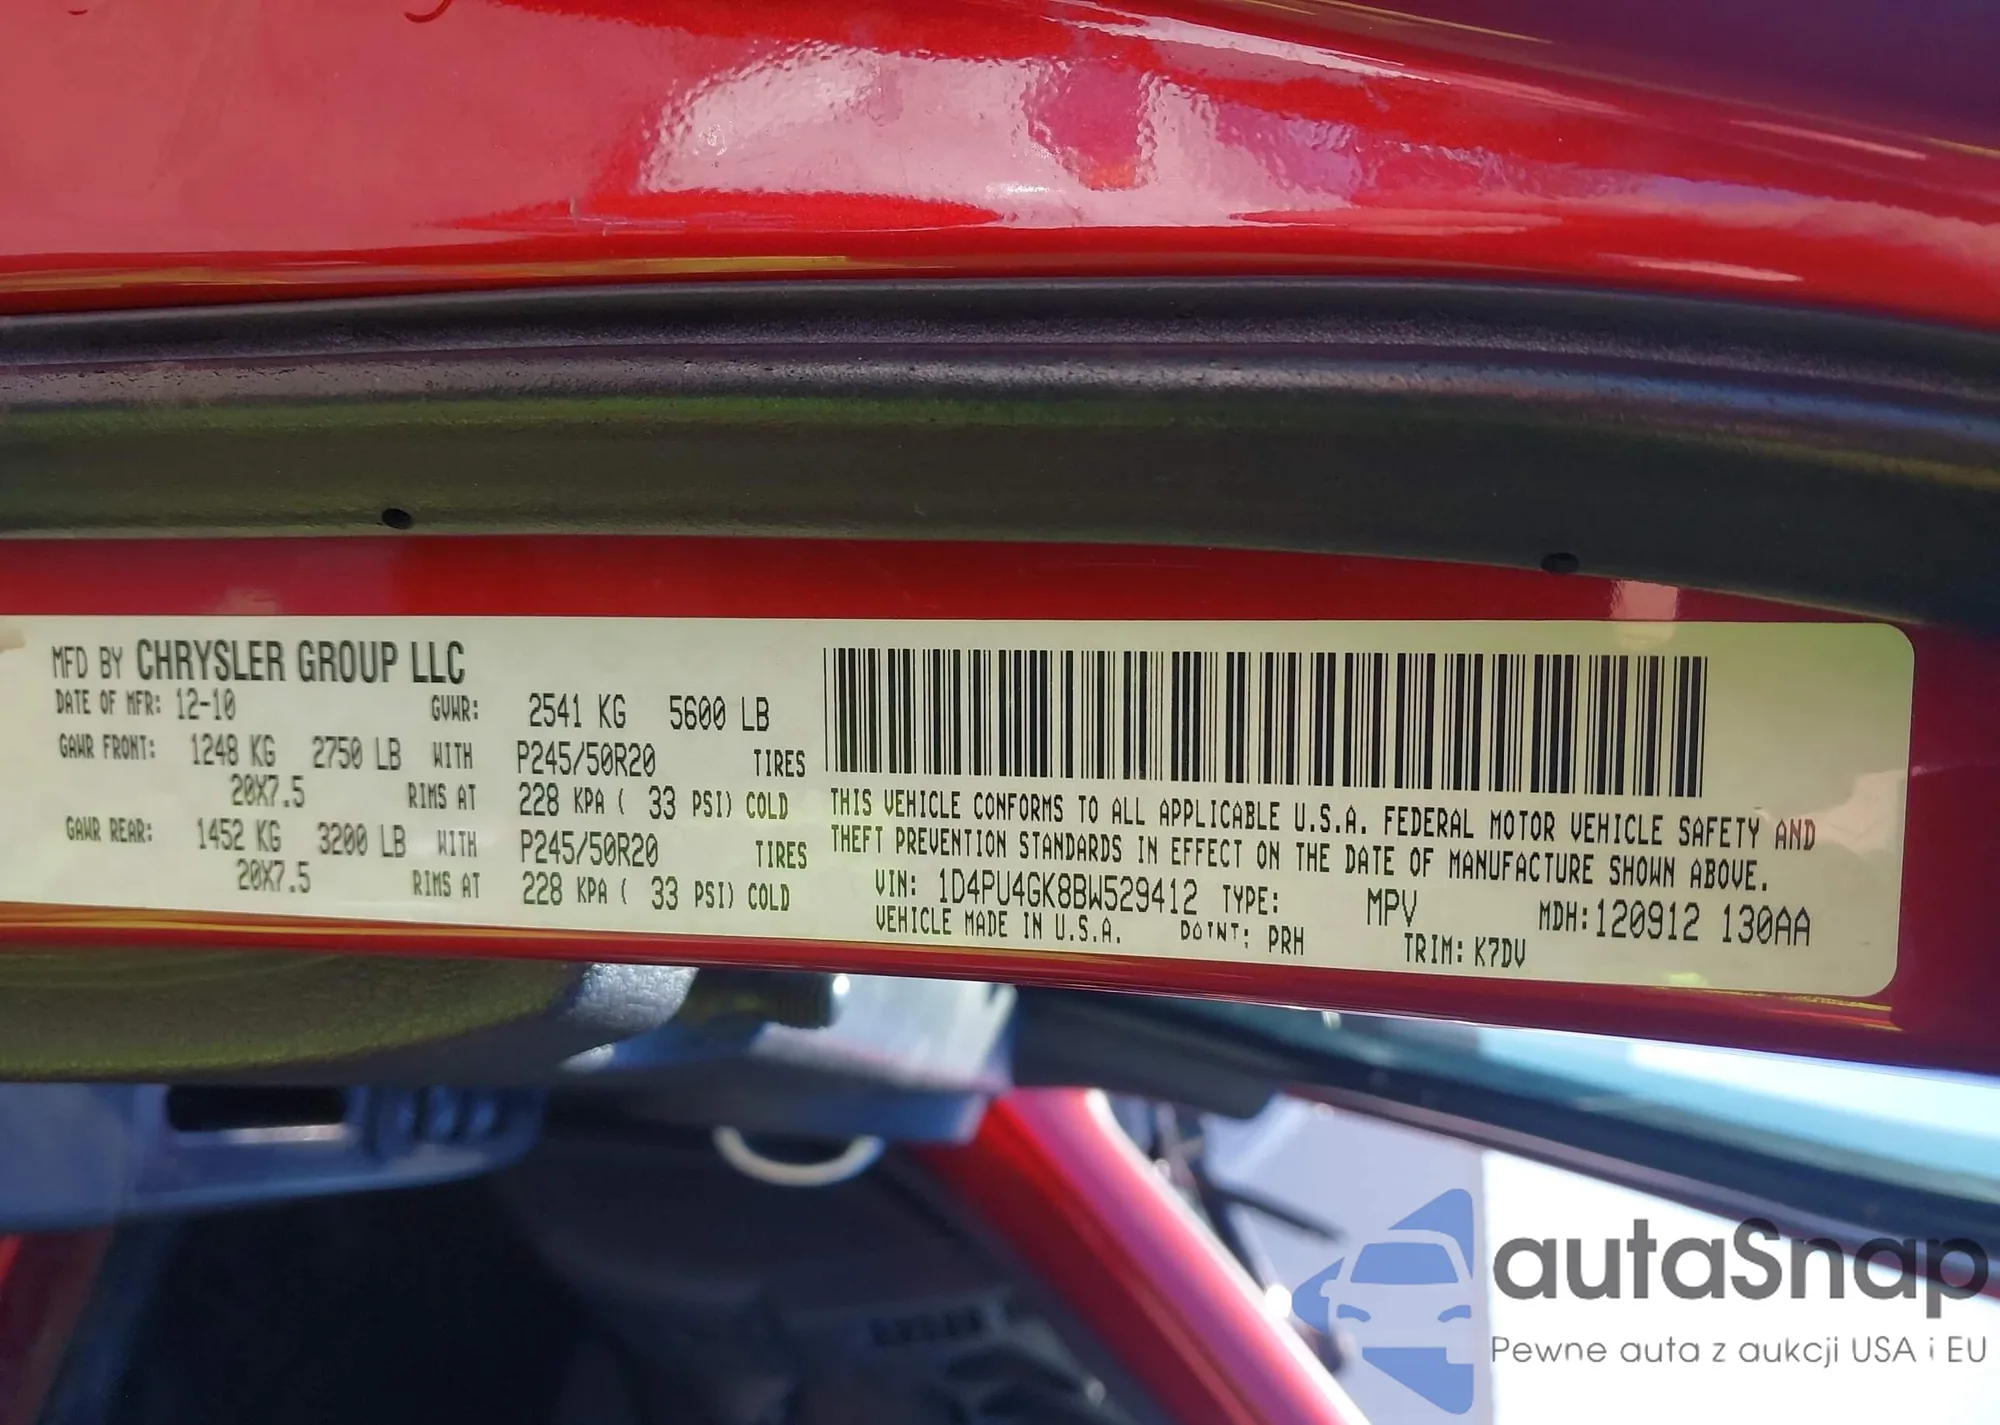 MFD BY CHRYSLER GROUP LLC
DATE OF MFR: 12-10 GVWR: 2541 KG 5600 LB
GAWR FRONT: 1248 KG 2750 LB WITH P245/50R20 TIRES
20X7.5 RIMS AT 228 KPA ( 33 PSI) COLD
GAWR REAR: 1452 KG 3200 LB WITH P245/50R20 TIRES
20X7.5 RIMS AT 228 KPA ( 33 PSI) COLD
THIS VEHICLE CONFORMS TO ALL APPLICABLE U.S.A. FEDERAL MOTOR VEHICLE SAFETY AND
THEFT PREVENTION STANDARDS IN EFFECT ON THE DATE OF MANUFACTURE SHOWN ABOVE.
VIN: 1D4PU4GK8BW529412 TYPE: MPV MDH:120912 130AA
VEHICLE MADE IN U.S.A. PAINT: PRH TRIM: K7DV
autaSnap
Pewne auta z aukcji USA i EU